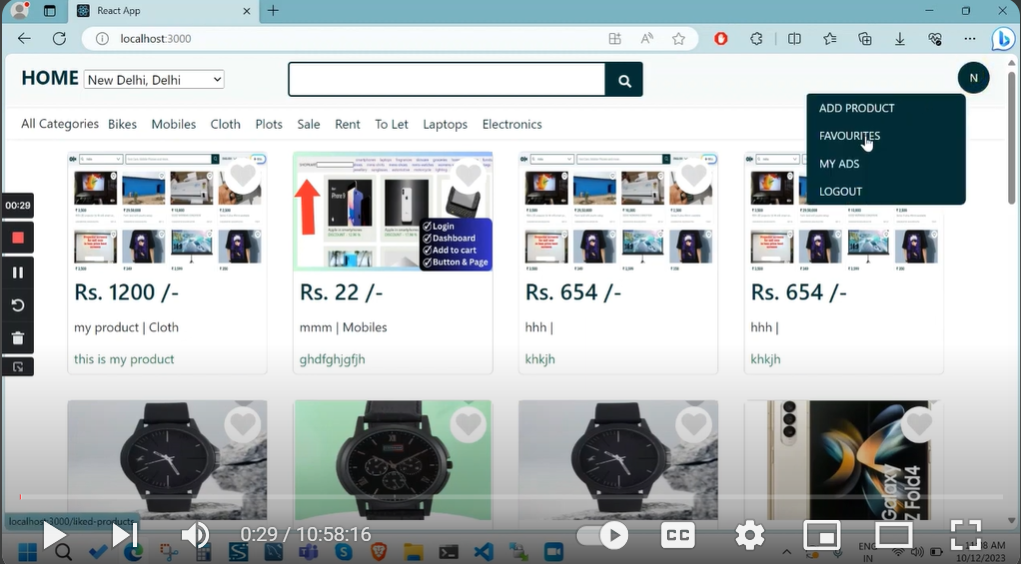 React App
localhost:3000
HOME
New Delhi, Delhi
N
ADD PRODUCT
FAVOURITES
MY ADS
LOGOUT
All Categories Bikes Mobiles Cloth Plots Sale Rent To Let Laptops Electronics
00:29
Login
Dashboard
Add to cart
Button & Page
Rs. 1200 /-
my product | Cloth
this is my product
Rs. 22 /-
mmm | Mobiles
ghdfghjgfjh
Rs. 654 /-
hhh |
khkjh
Rs. 654 /-
hhh |
khkjh
Galaxy
z Fold4
localhost:3000/liked-products
0:29 / 10:58:16
CC
ENG
IN
AM
10/12/2023